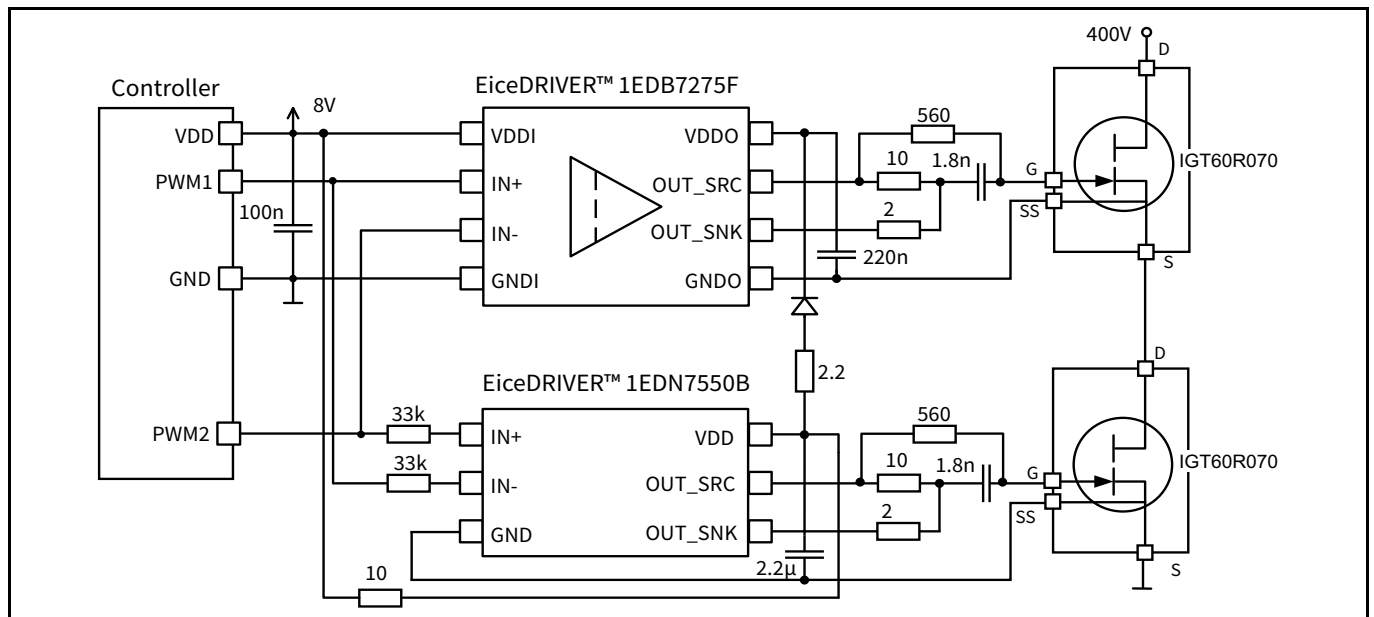 400V
D
Controller
EiceDRIVER™ 1EDB7275F
8V
VDD
VDDI
VDDO
560
PWM1
IN+
OUT_SRC
10
1.8n
G
IGT60R070
100n
SS
IN-
OUT_SNK
2
GND
GNDI
GNDO
220n
S
EiceDRIVER™ 1EDN7550B
2.2
D
PWM2
33k
IN+
VDD
560
33k
IN-
OUT_SRC
10
1.8n
G
IGT60R070
SS
GND
OUT_SNK
2
2.2µ
10
S